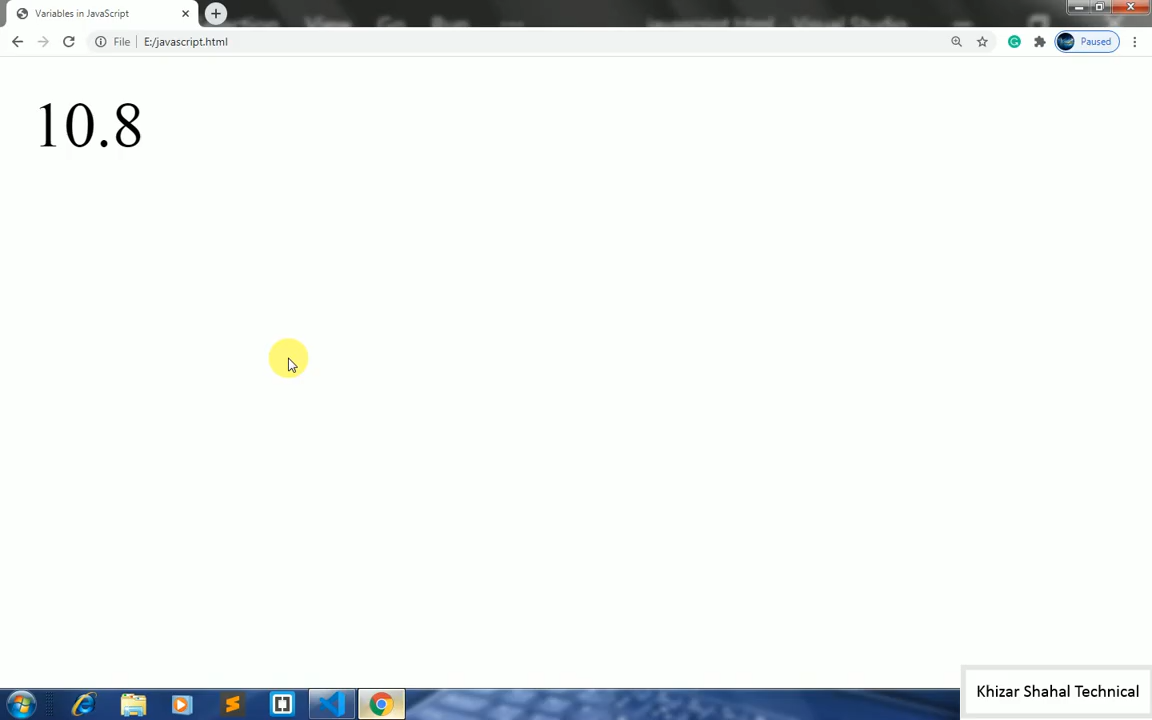 Variables in JavaScript
File E:/javascript.html
Paused
10.8
Khizar Shahal Technical